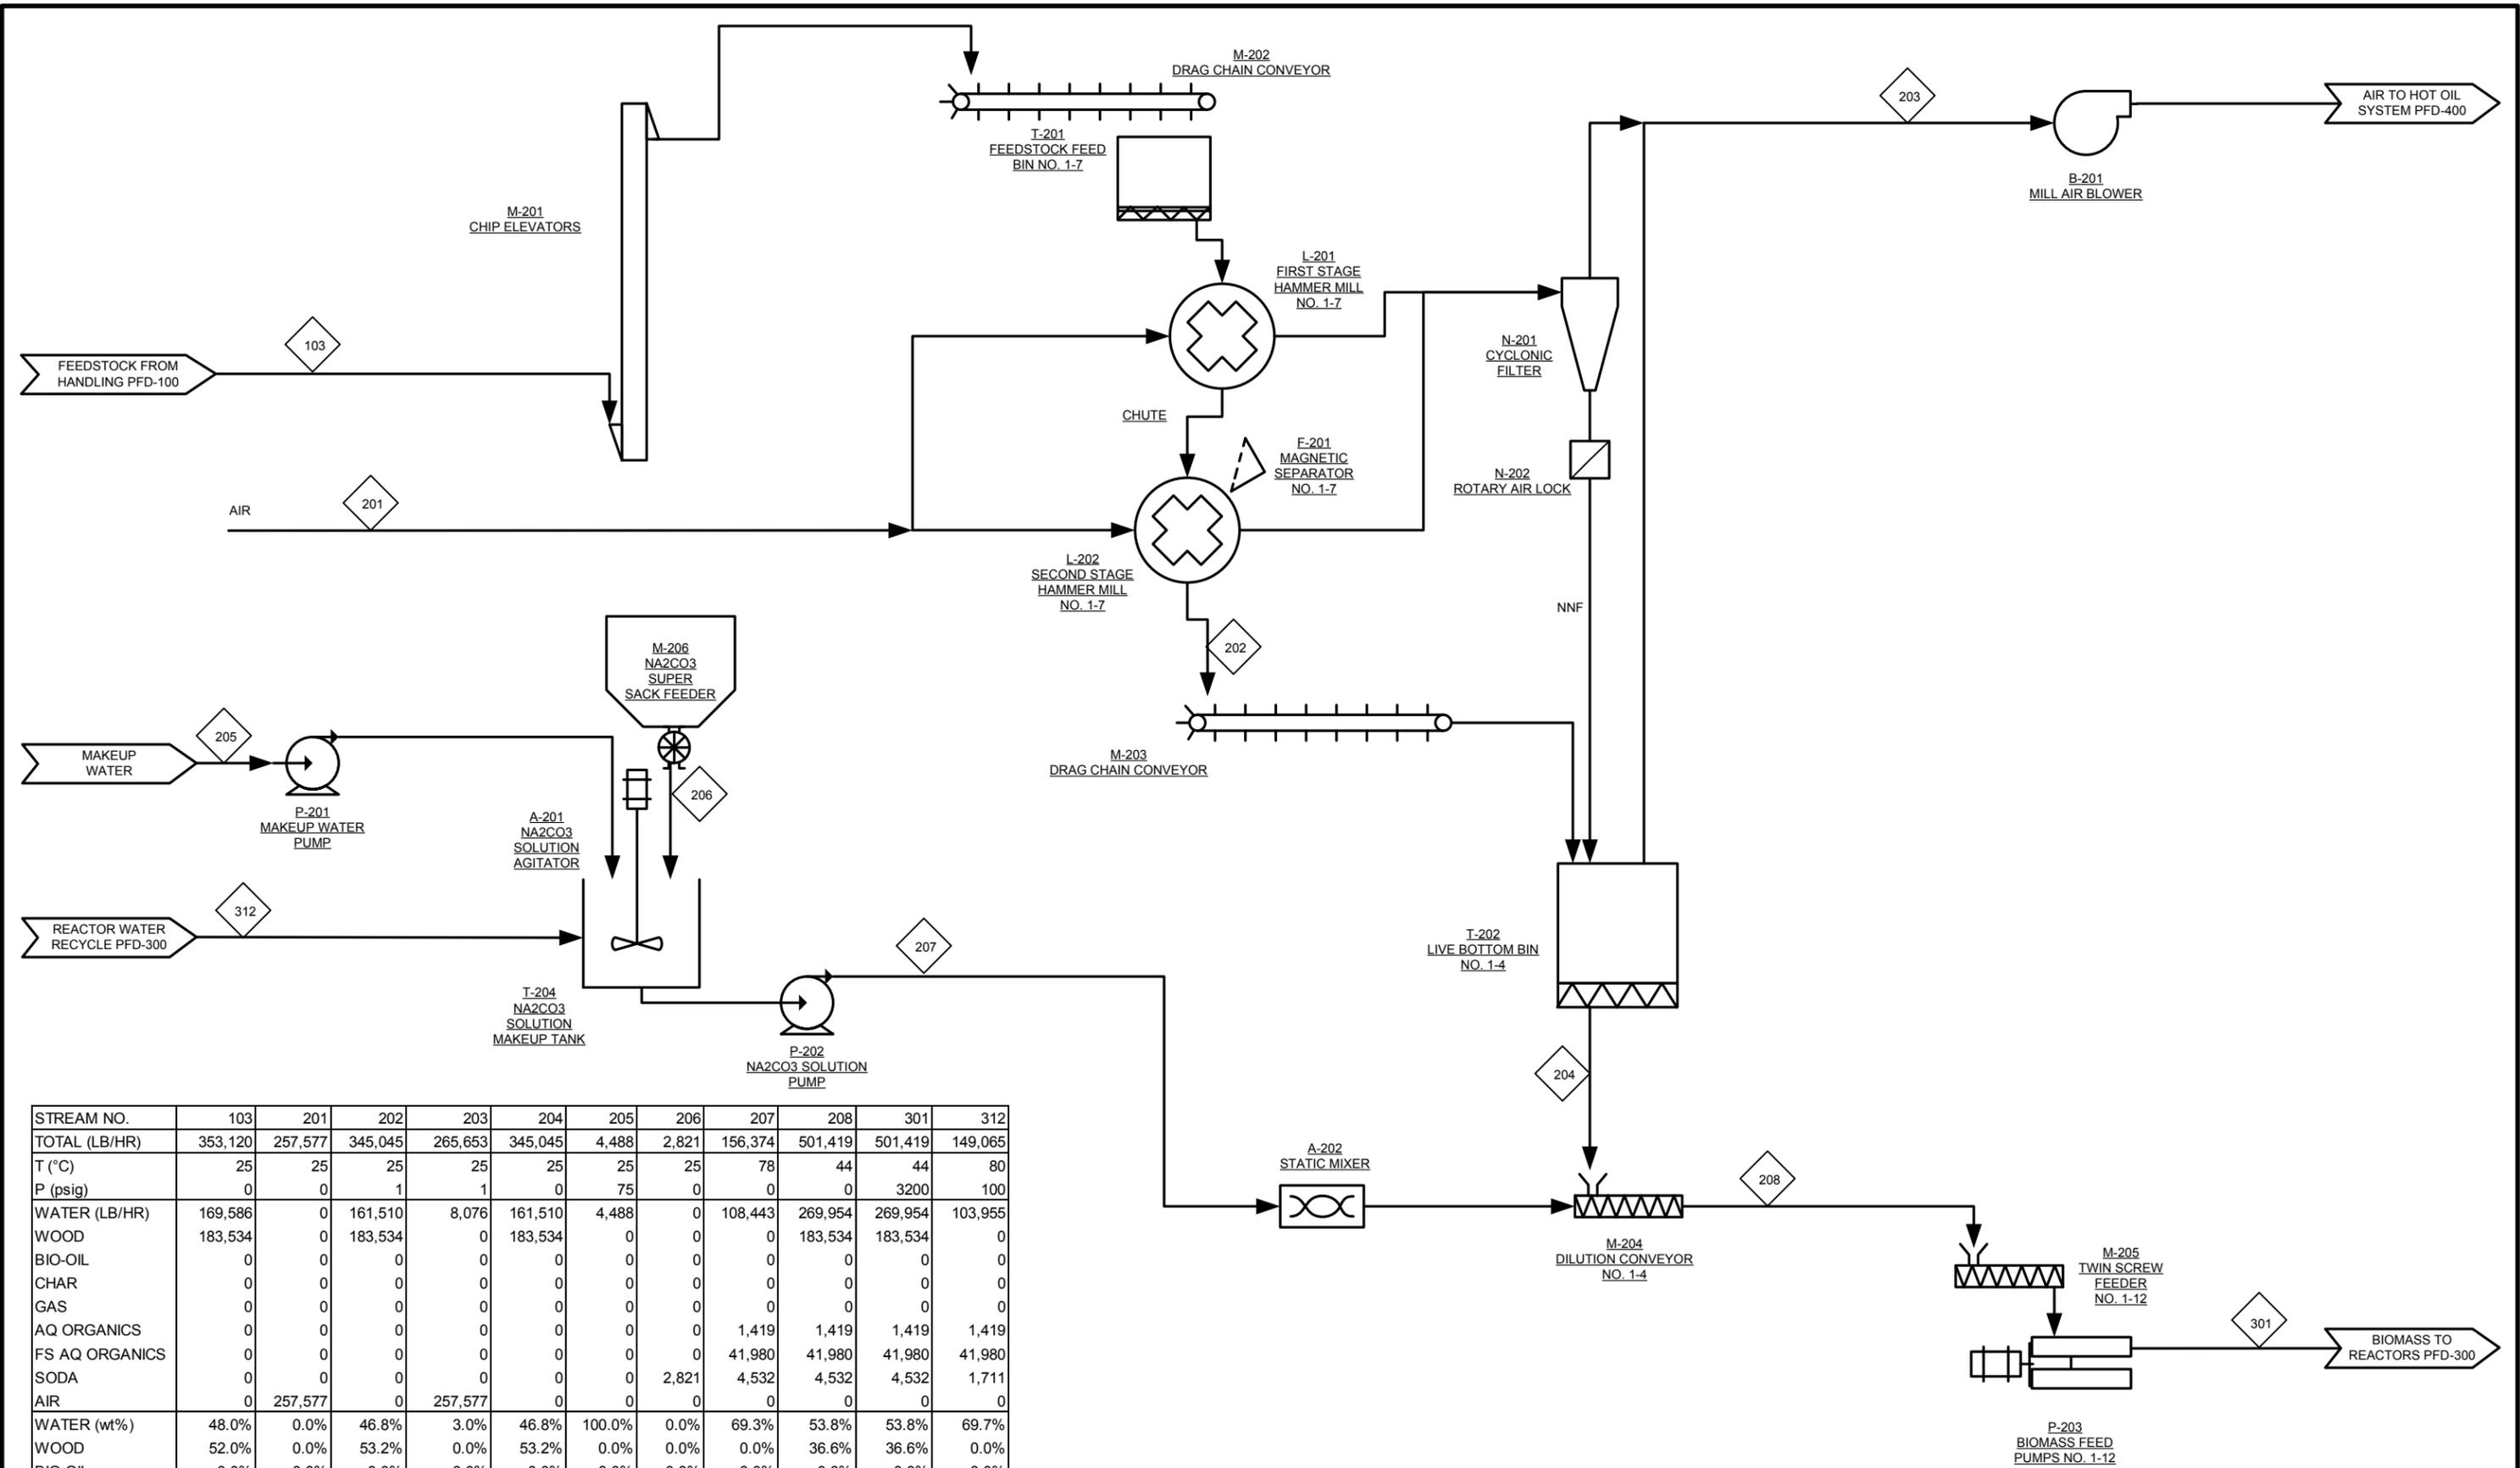 M-202
DRAG CHAIN CONVEYOR
203
AIR TO HOT OIL
SYSTEM PFD-400
T-201
FEEDSTOCK FEED
BIN NO. 1-7
B-201
MILL AIR BLOWER
M-201
CHIP ELEVATORS
L-201
FIRST STAGE
HAMMER MILL
NO. 1-7
103
FEEDSTOCK FROM
HANDLING PFD-100
N-201
CYCLONIC
FILTER
CHUTE
F-201
MAGNETIC
SEPARATOR
NO. 1-7
N-202
ROTARY AIR LOCK
AIR
201
L-202
SECOND STAGE
HAMMER MILL
NO. 1-7
NNF
202
M-206
NA2CO3
SUPER
SACK FEEDER
205
MAKEUP
WATER
P-201
MAKEUP WATER
PUMP
206
M-203
DRAG CHAIN CONVEYOR
A-201
NA2CO3
SOLUTION
AGITATOR
312
REACTOR WATER
RECYCLE PFD-300
207
T-202
LIVE BOTTOM BIN
NO. 1-4
T-204
NA2CO3
SOLUTION
MAKEUP TANK
P-202
NA2CO3 SOLUTION
PUMP
204
A-202
STATIC MIXER
208
M-204
DILUTION CONVEYOR
NO. 1-4
M-205
TWIN SCREW
FEEDER
NO. 1-12
301
BIOMASS TO
REACTORS PFD-300
P-203
BIOMASS FEED
PUMPS NO. 1-12
STREAM NO. 103 201 202 203 204 205 206 207 208 301 312
TOTAL (LB/HR) 353,120 257,577 345,045 265,653 345,045 4,488 2,821 156,374 501,419 501,419 149,065
T (°C) 25 25 25 25 25 25 25 78 44 44 80
P (psig) 0 0 1 1 0 75 0 0 0 3200 100
WATER (LB/HR) 169,586 0 161,510 8,076 161,510 4,488 0 108,443 269,954 269,954 103,955
WOOD 183,534 0 183,534 0 183,534 0 0 0 183,534 183,534 0
BIO-OIL 0 0 0 0 0 0 0 0 0 0 0
CHAR 0 0 0 0 0 0 0 0 0 0 0
GAS 0 0 0 0 0 0 0 0 0 0 0
AQ ORGANICS 0 0 0 0 0 0 0 1,419 1,419 1,419 1,419
FS AQ ORGANICS 0 0 0 0 0 0 0 41,980 41,980 41,980 41,980
SODA 0 0 0 0 0 0 2,821 4,532 4,532 4,532 1,711
AIR 0 257,577 0 257,577 0 0 0 0 0 0 0
WATER (wt%) 48.0% 0.0% 46.8% 3.0% 46.8% 100.0% 0.0% 69.3% 53.8% 53.8% 69.7%
WOOD 52.0% 0.0% 53.2% 0.0% 53.2% 0.0% 0.0% 0.0% 36.6% 36.6% 0.0%